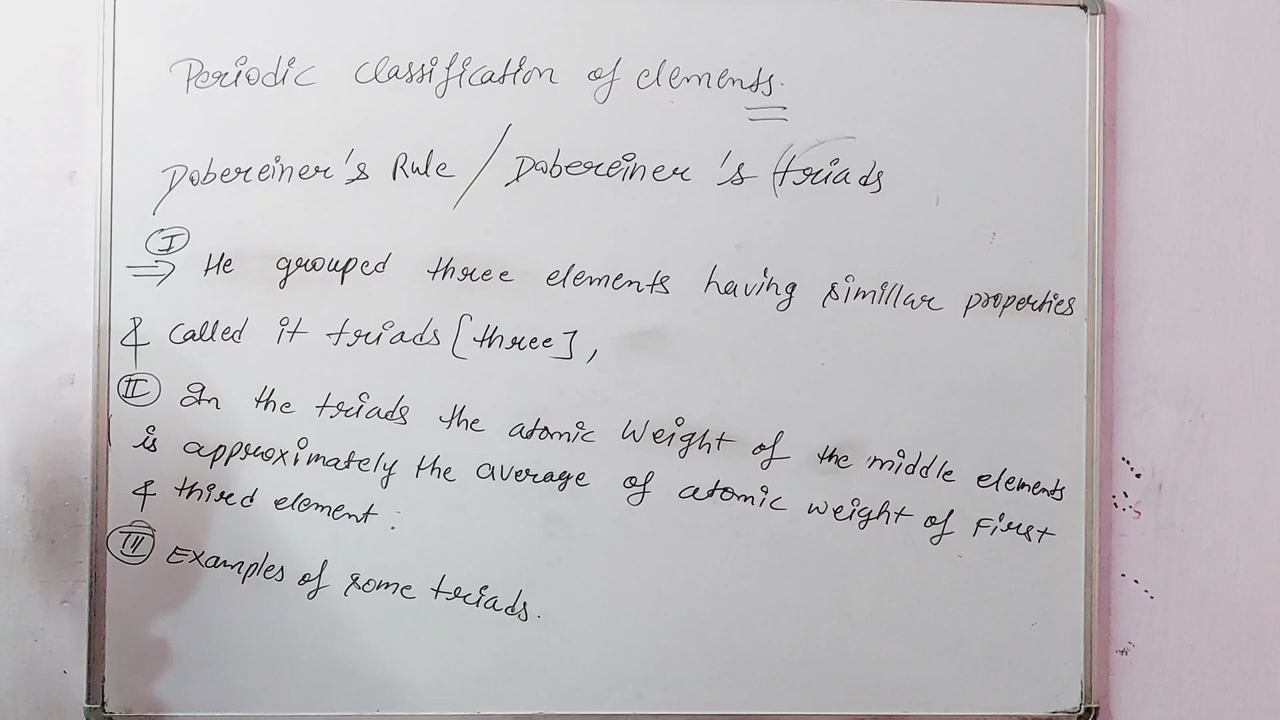 Periodic classification of elements.
Dobereiner's Rule / Dobereiner's triads
I
⇒ He grouped three elements having simillar properties
& called it triads [three],
II In the triads the atomic Weight of the middle elements
is approximately the average of atomic weight of First
& third element:
III Examples of some triads.